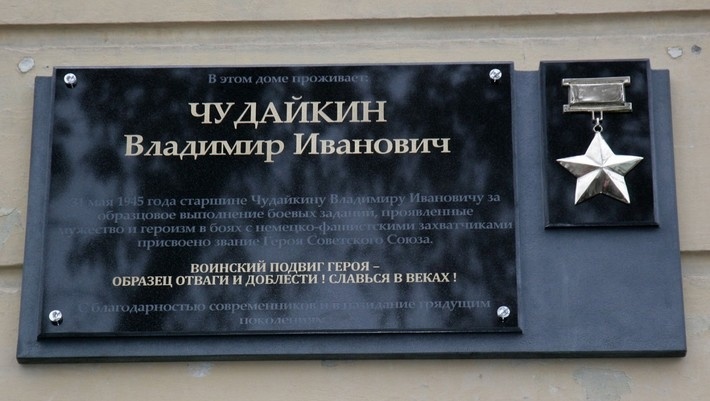 В этом доме проживает:
ЧУДАЙКИН
Владимир Иванович
31 мая 1945 года старшине Чудайкину Владимиру Ивановичу за
образцовое выполнение боевых заданий, проявленные
мужество и героизм в боях с немецко-фашистскими захватчиками
присвоено звание Героя Советского Союза.
ВОИНСКИЙ ПОДВИГ ГЕРОЯ –
ОБРАЗЕЦ ОТВАГИ И ДОБЛЕСТИ ! СЛАВЬСЯ В ВЕКАХ !
С благодарностью современников и в назидание грядущим
поколениям